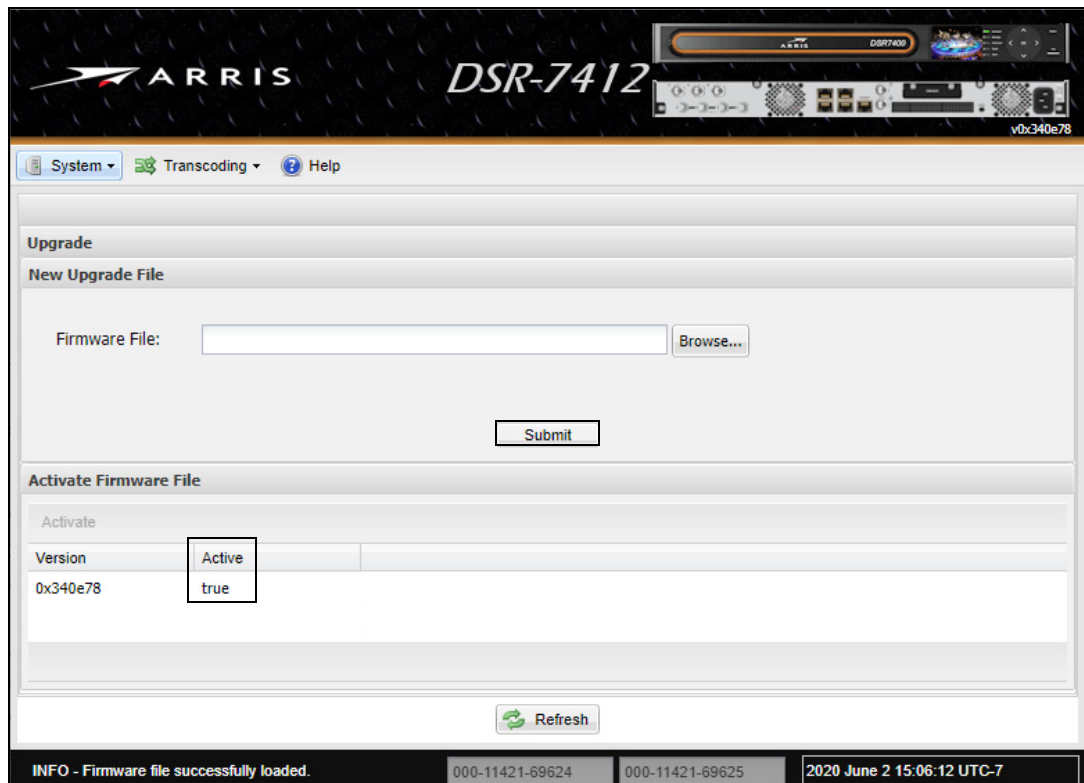 ARRIS
DSR-7412
ARRIS DSR7400
v0x340e78
System Transcoding Help
Upgrade
New Upgrade File
Firmware File: Browse...
Submit
Activate Firmware File
Activate
Version Active
0x340e78 true
Refresh
INFO - Firmware file successfully loaded. 000-11421-69624 000-11421-69625 2020 June 2 15:06:12 UTC-7